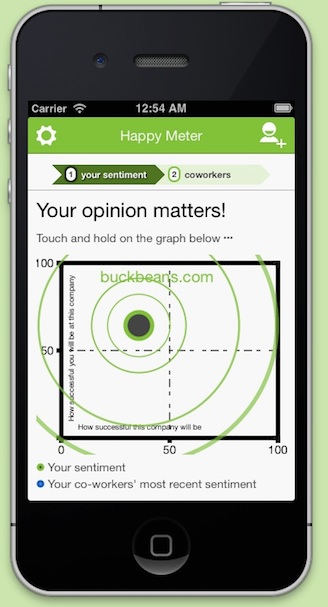 Carrier 12:54 AM
Happy Meter
1 your sentiment 2 coworkers
Your opinion matters!
Touch and hold on the graph below •••
100
buckbeans.com
How successful you will be at this company
50
How successful this company will be
0 50 100
Your sentiment
Your co-workers' most recent sentiment